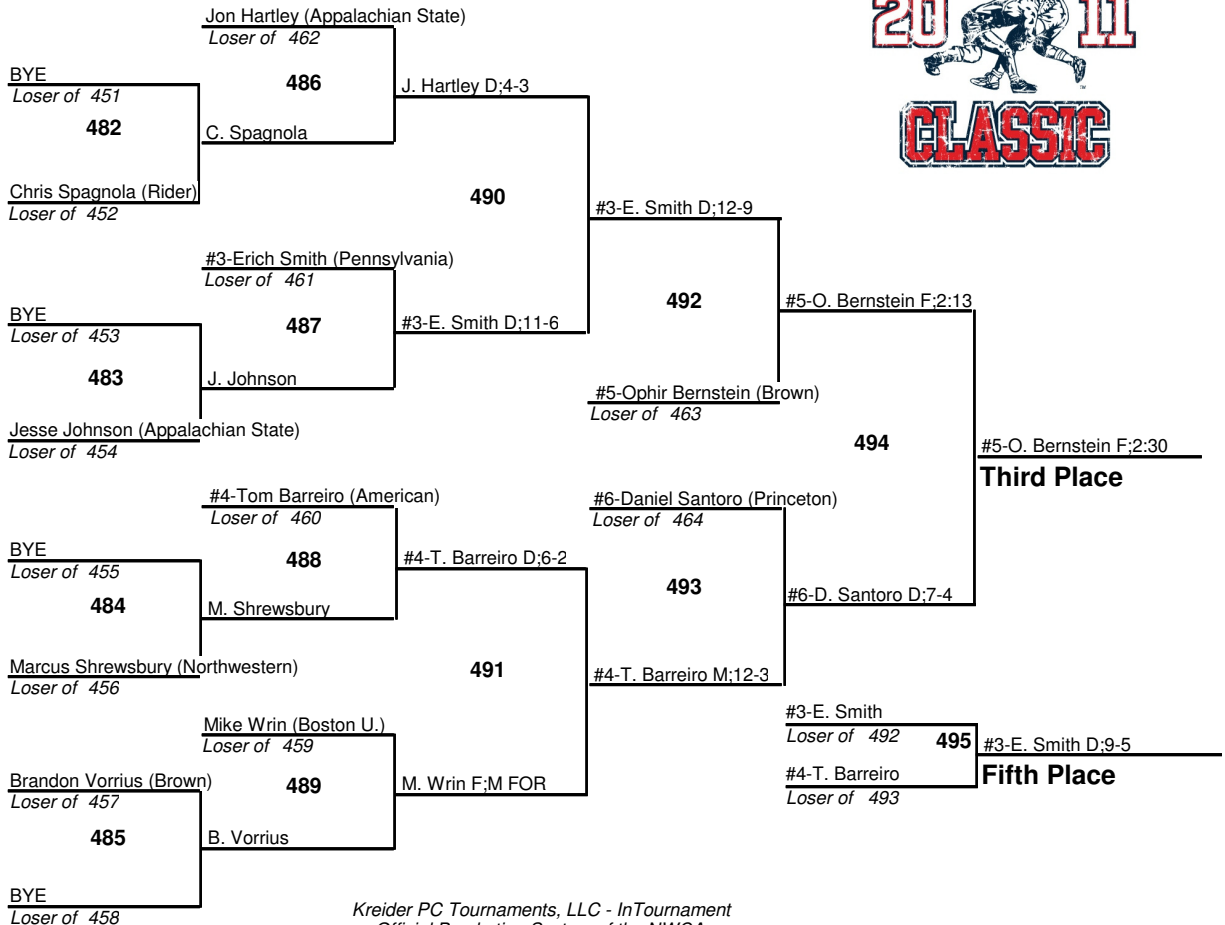 20 11
CLASSIC
Jon Hartley (Appalachian State)
Loser of 462
BYE
Loser of 451
486
J. Hartley D;4-3
482
C. Spagnola
Chris Spagnola (Rider)
Loser of 452
490
#3-E. Smith D;12-9
#3-Erich Smith (Pennsylvania)
Loser of 461
BYE
Loser of 453
487
#3-E. Smith D;11-6
492
#5-O. Bernstein F;2:13
483
J. Johnson
#5-Ophir Bernstein (Brown)
Loser of 463
Jesse Johnson (Appalachian State)
Loser of 454
494
#5-O. Bernstein F;2:30
Third Place
#4-Tom Barreiro (American)
Loser of 460
#6-Daniel Santoro (Princeton)
Loser of 464
BYE
Loser of 455
488
#4-T. Barreiro D;6-2
493
484
M. Shrewsbury
#6-D. Santoro D;7-4
Marcus Shrewsbury (Northwestern)
Loser of 456
491
#4-T. Barreiro M;12-3
Mike Wrin (Boston U.)
Loser of 459
#3-E. Smith
Loser of 492
495
#3-E. Smith D;9-5
Fifth Place
#4-T. Barreiro
Loser of 493
Brandon Vorrius (Brown)
Loser of 457
489
M. Wrin F;M FOR
485
B. Vorrius
BYE
Loser of 458
Kreider PC Tournaments, LLC - InTournament